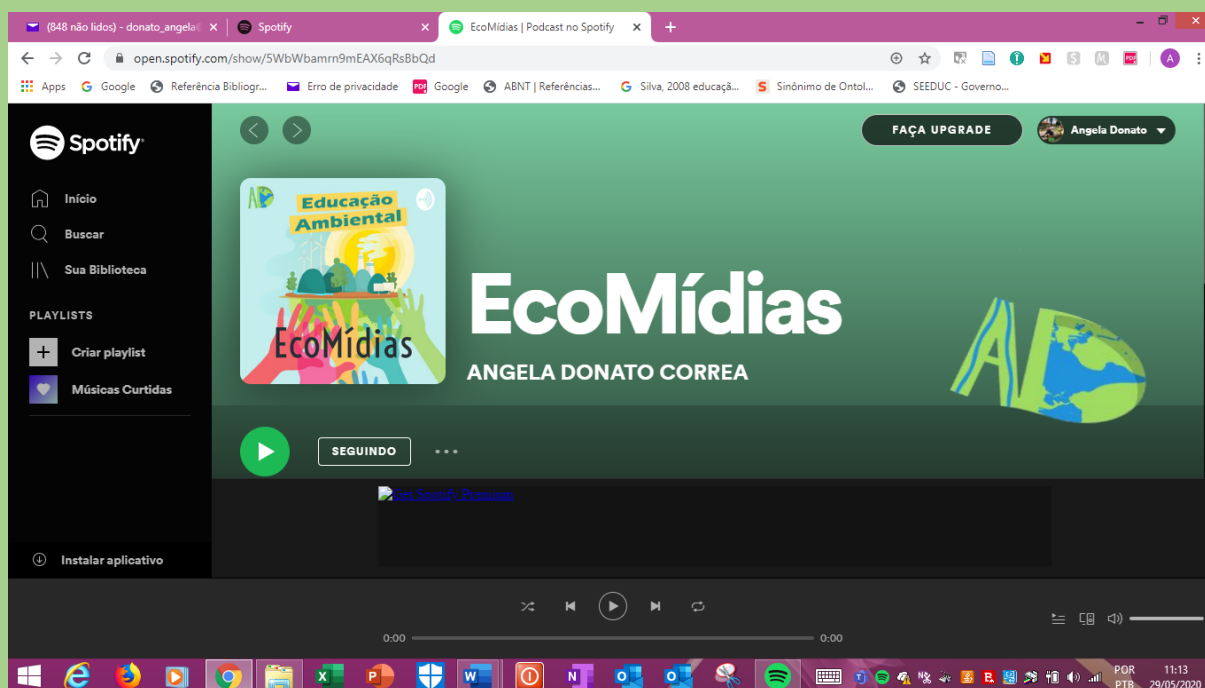 (848 não lidos) - donato_angela
Spotify
EcoMídias | Podcast no Spotify
open.spotify.com/show/5WbWbamrn9mEAX6qRsBbQd
Apps
Google
Referência Bibliogr...
Erro de privacidade
Google
ABNT | Referências...
Silva, 2008 educaçã...
Sinônimo de Ontol...
SEEDUC - Governo...
Spotify
FAÇA UPGRADE
Angela Donato
Início
Buscar
Sua Biblioteca
PLAYLISTS
Criar playlist
Músicas Curtidas
AD
Educação
Ambiental
EcoMídias
EcoMídias
ANGELA DONATO CORREA
AD
SEGUINDO
Get Spotify Premium
Instalar aplicativo
0:00
0:00
POR
PTB
11:13
29/05/2020